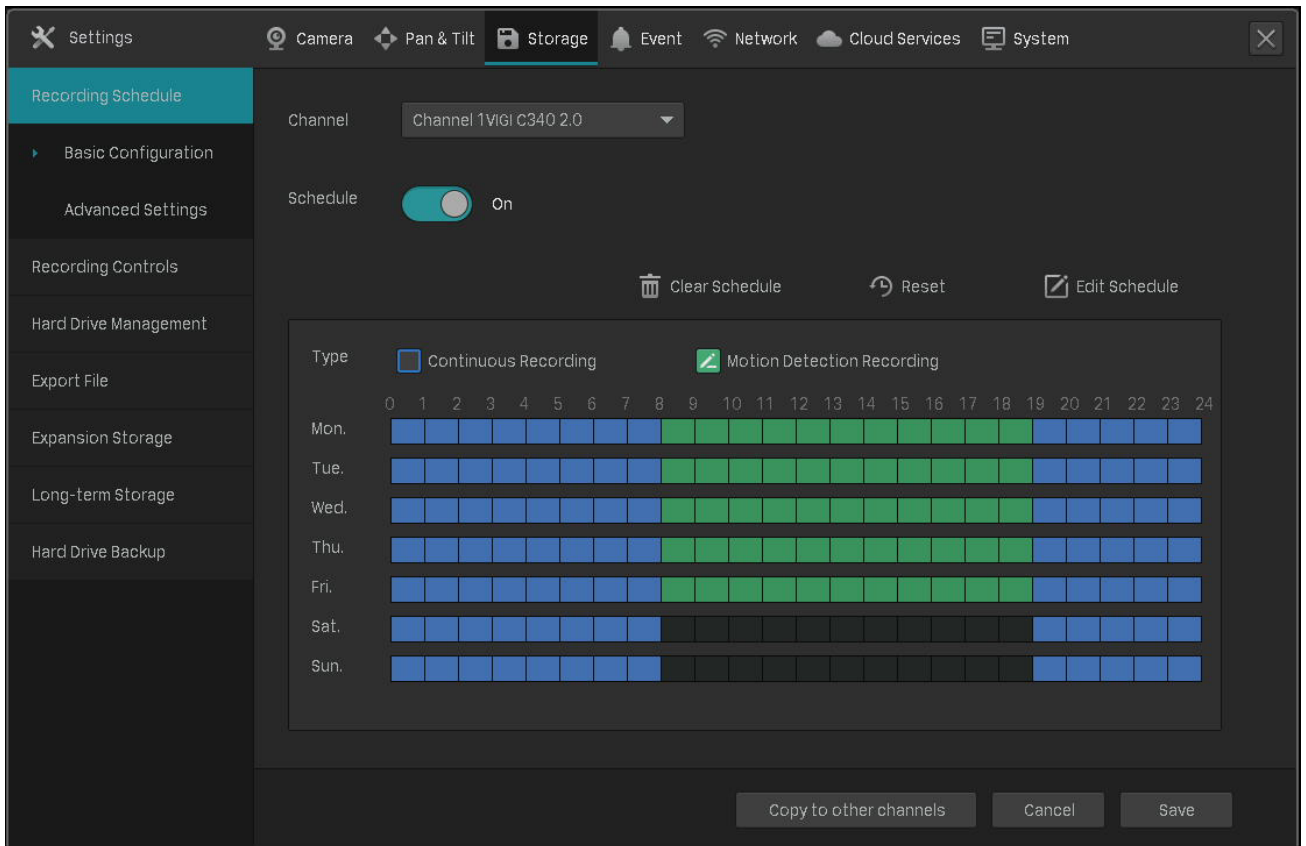 Settings
Camera Pan & Tilt Storage Event Network Cloud Services System
Recording Schedule
Basic Configuration
Advanced Settings
Recording Controls
Hard Drive Management
Export File
Expansion Storage
Long-term Storage
Hard Drive Backup
Channel Channel 1VIGI C340 2.0
Schedule On
Clear Schedule Reset Edit Schedule
Type Continuous Recording Motion Detection Recording
0 1 2 3 4 5 6 7 8 9 10 11 12 13 14 15 16 17 18 19 20 21 22 23 24
Mon.
Tue.
Wed.
Thu.
Fri.
Sat.
Sun.
Copy to other channels Cancel Save